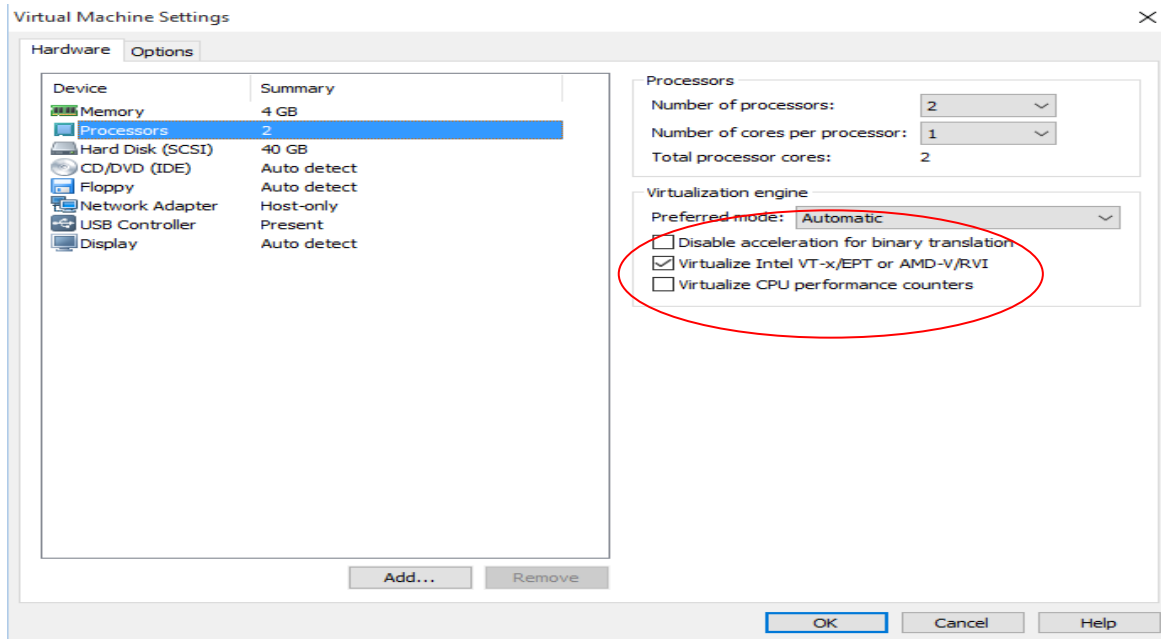 Virtual Machine Settings
Hardware Options
Device Summary
Memory 4 GB
Processors 2
Hard Disk (SCSI) 40 GB
CD/DVD (IDE) Auto detect
Floppy Auto detect
Network Adapter Host-only
USB Controller Present
Display Auto detect
Add... Remove
Processors
Number of processors: 2
Number of cores per processor: 1
Total processor cores: 2
Virtualization engine
Preferred mode: Automatic
Disable acceleration for binary translation
Virtualize Intel VT-x/EPT or AMD-V/RVI
Virtualize CPU performance counters
OK Cancel Help